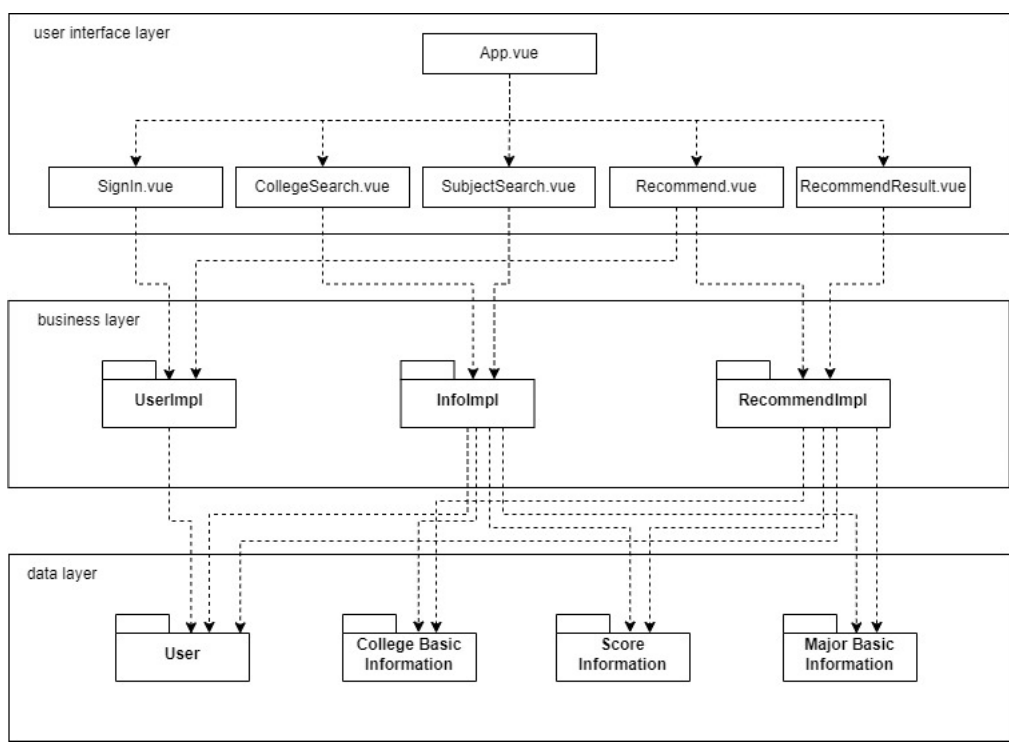 user interface layer
App.vue
SignIn.vue
CollegeSearch.vue
SubjectSearch.vue
Recommend.vue
RecommendResult.vue
business layer
UserImpl
InfoImpl
RecommendImpl
data layer
User
College Basic
Information
Score
Information
Major Basic
Information